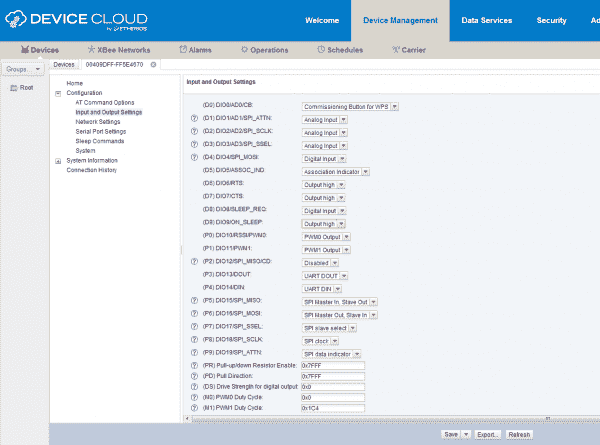 DEVICE CLOUD
by ETHERIOS
Welcome
Device Management
Data Services
Security
Ad
Devices
XBee Networks
Alarms
Operations
Schedules
Carrier
Groups
Devices
00409DFF-FF5E4670
Root
Home
Configuration
AT Command Options
Input and Output Settings
Network Settings
Serial Port Settings
Sleep Commands
System
System Information
Connection History
Input and Output Settings
(D0) DIO0/AD0/CB: Commissioning Button for WPS
(D1) DIO1/AD1/SPI_ATTN: Analog Input
(D2) DIO2/AD2/SPI_SCLK: Analog Input
(D3) DIO3/AD3/SPI_SSEL: Analog Input
(D4) DIO4/SPI_MOSI: Digital Input
(D5) DIO5/ASSOC_IND: Association Indicator
(D6) DIO6/RTS: Output high
(D7) DIO7/CTS: Output high
(D8) DIO8/SLEEP_REQ: Digital Input
(D9) DIO9/ON_SLEEP: Output high
(P0) DIO10/RSSI/PWM0: PWM0 Output
(P1) DIO11/PWM1: PWM1 Output
(P2) DIO12/SPI_MISO/CD: Disabled
(P3) DIO13/DOUT: UART DOUT
(P4) DIO14/DIN: UART DIN
(P5) DIO15/SPI_MISO: SPI Master In, Slave Out
(P6) DIO16/SPI_MOSI: SPI Master Out, Slave In
(P7) DIO17/SPI_SSEL: SPI slave select
(P8) DIO18/SPI_SCLK: SPI clock
(P9) DIO19/SPI_ATTN: SPI data indicator
(PR) Pull-up/down Resistor Enable: 0x7FFF
(PD) Pull Direction: 0x7FFF
(DS) Drive Strength for digital output: 0x0
(M0) PWM0 Duty Cycle: 0x0
(M1) PWM1 Duty Cycle: 0x1C4
Save
Export...
Refresh